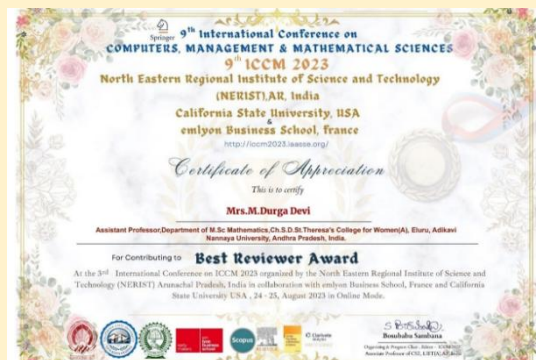 Springer
9th International Conference on
COMPUTERS, MANAGEMENT & MATHEMATICAL SCIENCES
9th ICCM 2023
North Eastern Regional Institute of Science and Technology
(NERIST),AR, India
California State University, USA
&
emlyon Business School, France
http://iccm2023.iaasse.org/
Certificate of Appreciation
This is to certify
Mrs.M.Durga Devi
Assistant Professor,Department of M.Sc Mathematics,Ch.S.D.St.Theresa's College for Women(A), Eluru, Adikavi
Nannaya University, Andhra Pradesh, India.
For Contributing to Best Reviewer Award
At the 3rd International Conference on ICCM 2023 organized by the North Eastern Regional Institute of Science and
Technology (NERIST) Arunachal Pradesh, India in collaboration with emlyon Business School, France and California
State University USA , 24 - 25, August 2023 in Online Mode.
Scopus
Clarivate
Boussbabu Sambana